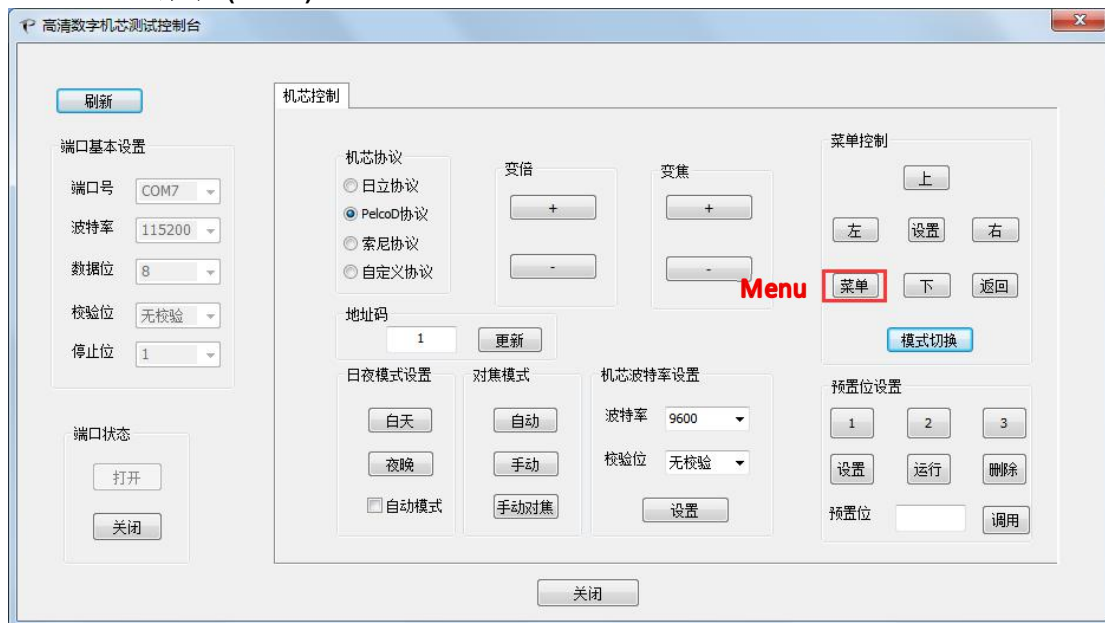 高清数字机芯测试控制台
x
刷新
端口基本设置
端口号 COM7
波特率 115200
数据位 8
校验位 无校验
停止位 1
端口状态
打开
关闭
机芯控制
机芯协议
日立协议
PelcoD协议
索尼协议
自定义协议
变倍
+
-
变焦
+
-
地址码
1 更新
日夜模式设置
白天
夜晚
自动模式
对焦模式
自动
手动
手动对焦
机芯波特率设置
波特率 9600
校验位 无校验
设置
菜单控制
上
左 设置 右
Menu 菜单 下 返回
模式切换
预置位设置
1 2 3
设置 运行 删除
预置位 调用
关闭